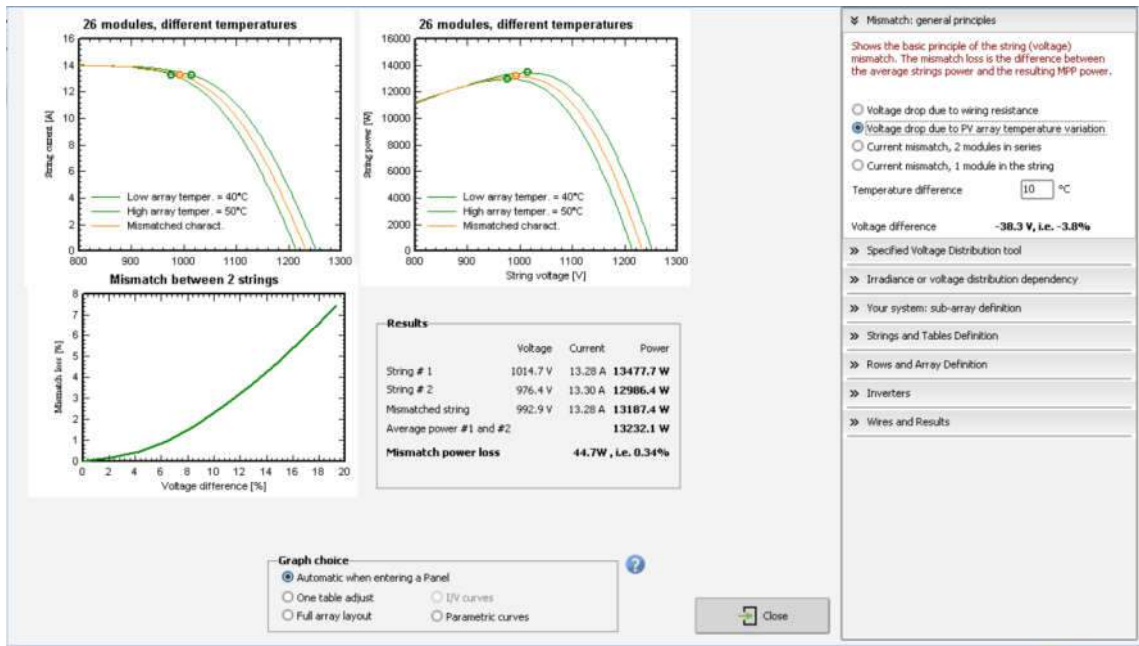 26 modules, different temperatures
16
14
12
10
8
6
4
2
0
String current [A]
Low array temper. = 40°C
High array temper. = 50°C
Mismatched charact.
800 900 1000 1100 1200 1300
26 modules, different temperatures
16000
14000
12000
10000
8000
6000
4000
2000
0
String power [W]
Low array temper. = 40°C
High array temper. = 50°C
Mismatched charact.
800 900 1000 1100 1200 1300
String voltage [V]
Mismatch between 2 strings
8
7
6
5
4
3
2
1
0
Mismatch loss [%]
0 2 4 6 8 10 12 14 16 18 20
Voltage difference [%]
Results
Voltage Current Power
String # 1 1014.7 V 13.28 A 13477.7 W
String # 2 976.4 V 13.30 A 12986.4 W
Mismatched string 992.9 V 13.28 A 13187.4 W
Average power #1 and #2 13232.1 W
Mismatch power loss 44.7W , i.e. 0.34%
Graph choice
Automatic when entering a Panel
One table adjust I/V curves
Full array layout Parametric curves
?
Close
Mismatch: general principles
Shows the basic principle of the string (voltage)
mismatch. The mismatch loss is the difference between
the average strings power and the resulting MPP power.
Voltage drop due to wiring resistance
Voltage drop due to PV array temperature variation
Current mismatch, 2 modules in series
Current mismatch, 1 module in the string
Temperature difference 10 °C
Voltage difference -38.3 V, i.e. -3.8%
Specified Voltage Distribution tool
Irradiance or voltage distribution dependency
Your system: sub-array definition
Strings and Tables Definition
Rows and Array Definition
Inverters
Wires and Results